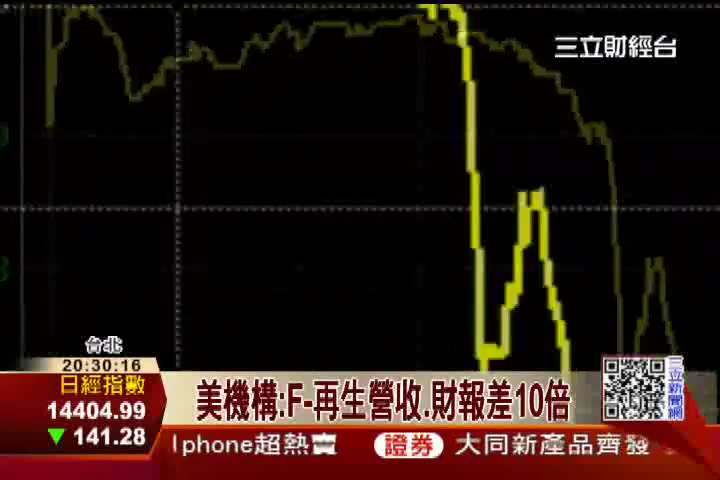 三立財經台
台北
20:30:16
日經指數
14404.99
▼ 141.28
美機構:F-再生營收.財報差10倍
三立新聞網
Iphone超熱賣 證券 大同新產品齊發